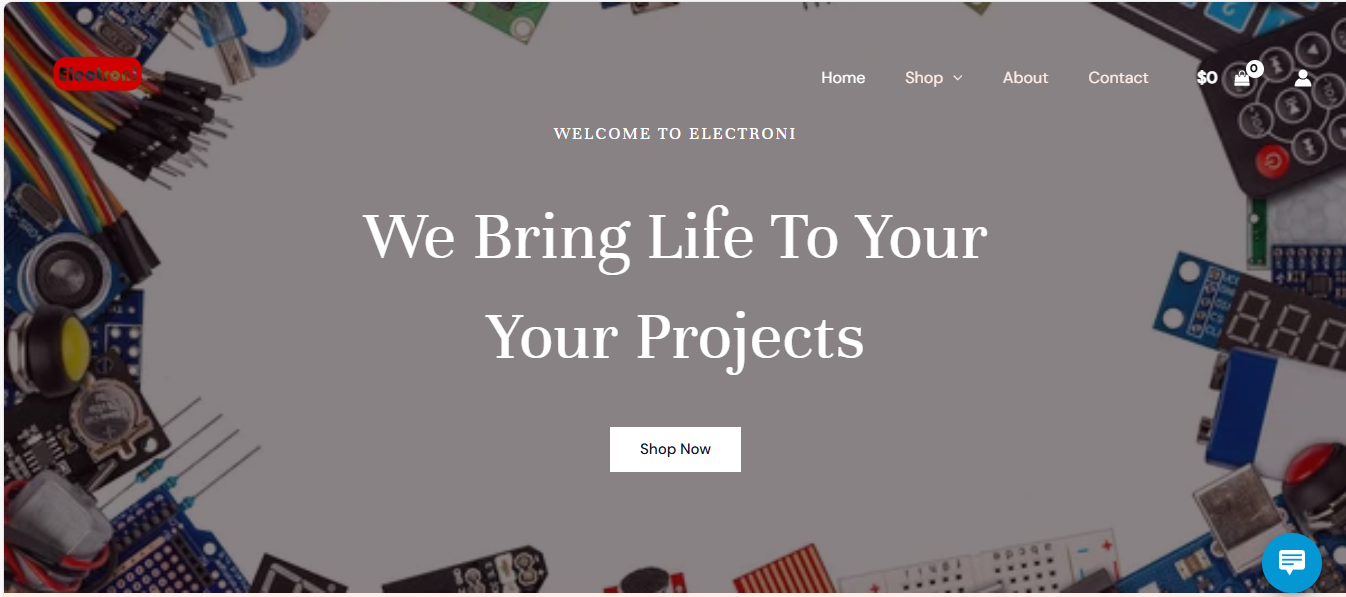 Electroni
Home Shop About Contact $0 0
WELCOME TO ELECTRONI
We Bring Life To Your
Your Projects
Shop Now